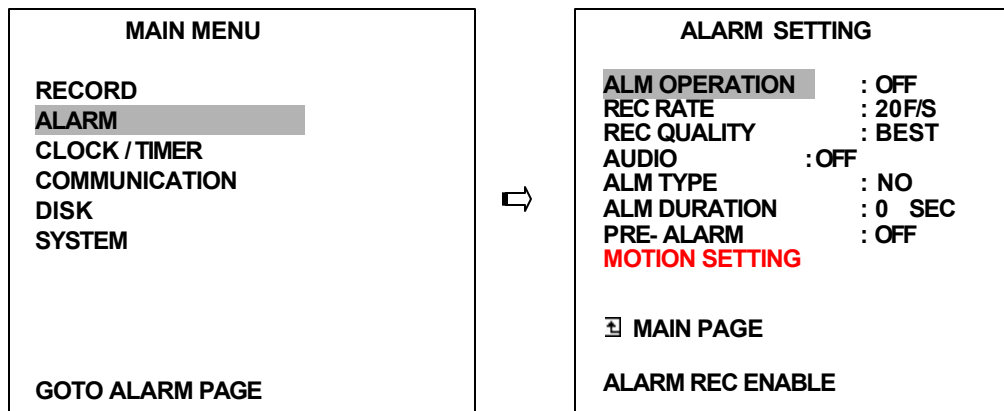 MAIN MENU
RECORD
ALARM
CLOCK / TIMER
COMMUNICATION
DISK
SYSTEM
GOTO ALARM PAGE
ALARM SETTING
ALM OPERATION : OFF
REC RATE : 20F/S
REC QUALITY : BEST
AUDIO : OFF
ALM TYPE : NO
ALM DURATION : 0 SEC
PRE- ALARM : OFF
MOTION SETTING
MAIN PAGE
ALARM REC ENABLE